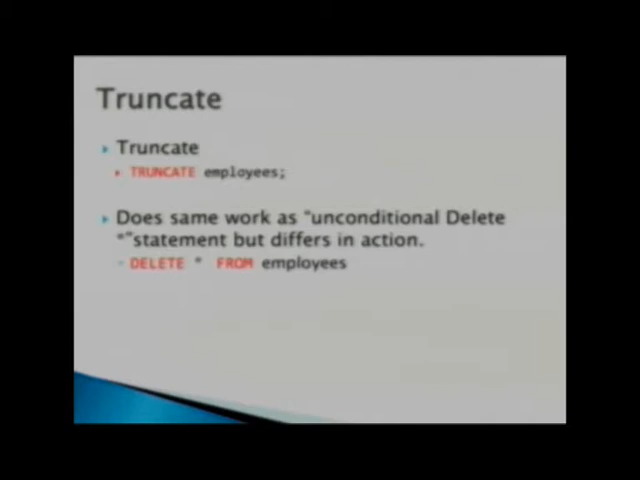 Truncate
Truncate
TRUNCATE employees;
Does same work as "unconditional Delete
*"statement but differs in action.
DELETE * FROM employees